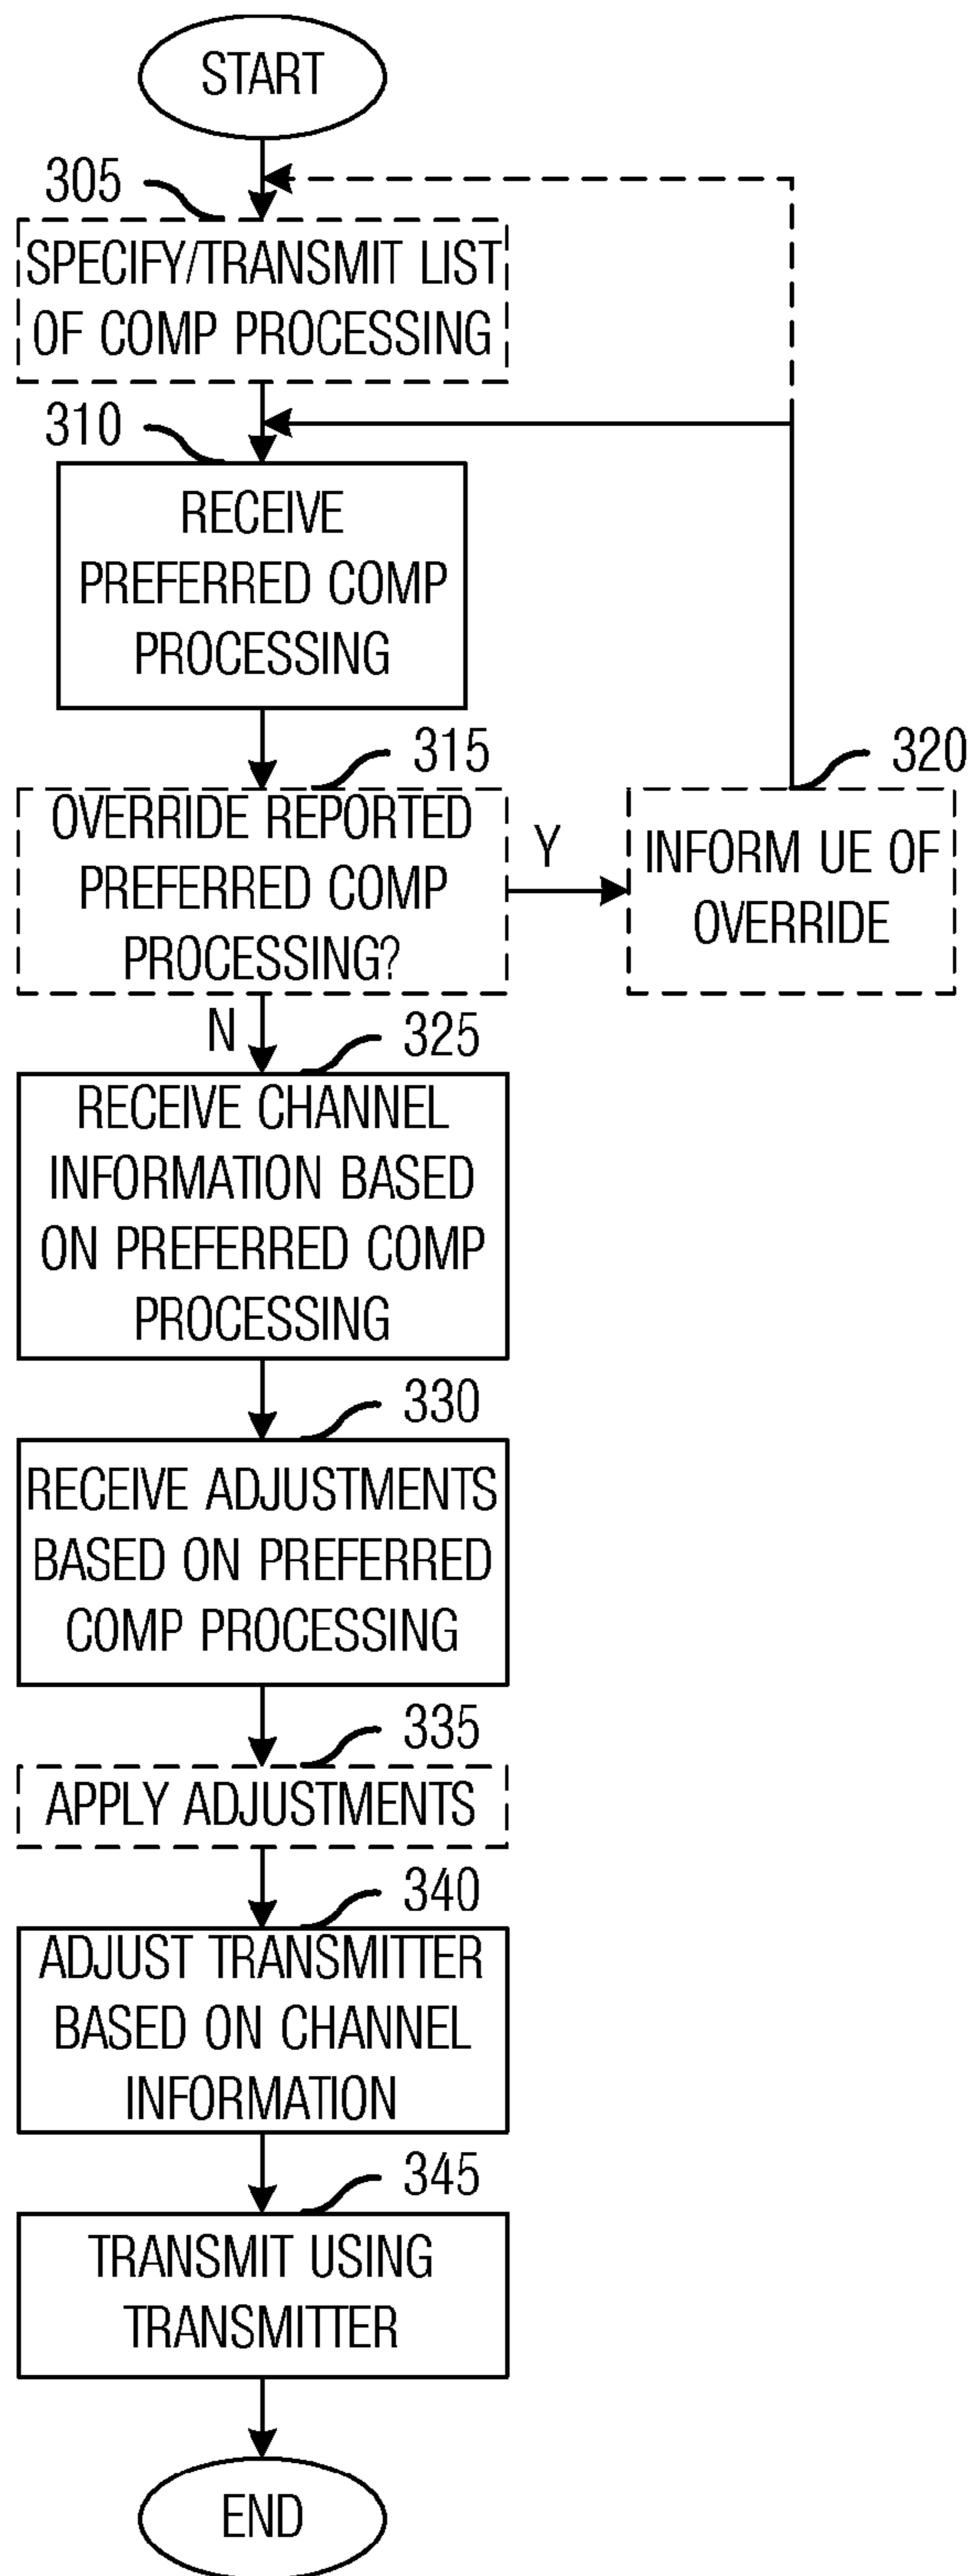 START
305
SPECIFY/TRANSMIT LIST
OF COMP PROCESSING
310
RECEIVE
PREFERRED COMP
PROCESSING
315
OVERRIDE REPORTED
PREFERRED COMP
PROCESSING?
Y
320
INFORM UE OF
OVERRIDE
N
325
RECEIVE CHANNEL
INFORMATION BASED
ON PREFERRED COMP
PROCESSING
330
RECEIVE ADJUSTMENTS
BASED ON PREFERRED
COMP PROCESSING
335
APPLY ADJUSTMENTS
340
ADJUST TRANSMITTER
BASED ON CHANNEL
INFORMATION
345
TRANSMIT USING
TRANSMITTER
END